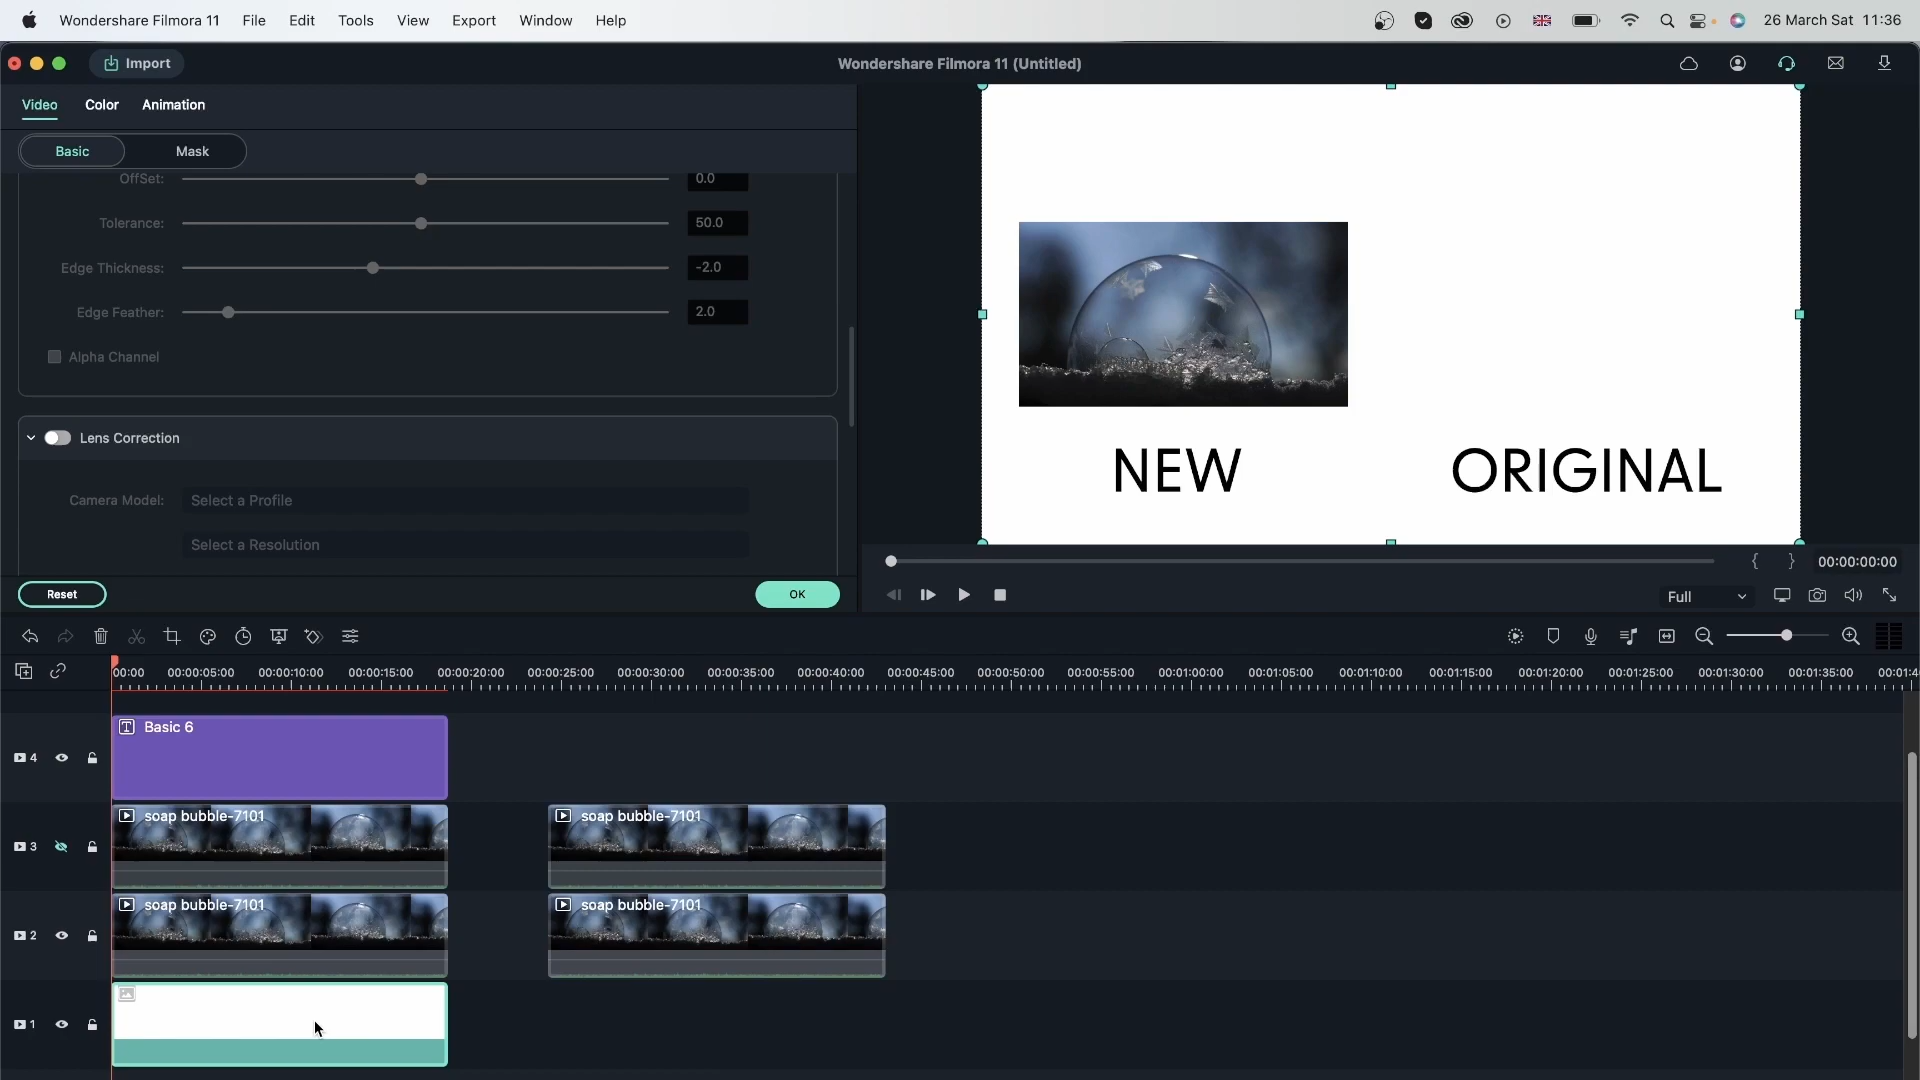 Wondershare Filmora 11 File Edit Tools View Export Window Help 26 March Sat 11:36
Import Wondershare Filmora 11 (Untitled)
Video Color Animation
Basic Mask
OffSet: 0.0
Tolerance: 50.0
Edge Thickness: -2.0
Edge Feather: 2.0
Alpha Channel
Lens Correction
Camera Model: Select a Profile
Select a Resolution
Reset OK
NEW ORIGINAL
{ } 00:00:00:00
Full
00:00 00:00:05:00 00:00:10:00 00:00:15:00 00:00:20:00 00:00:25:00 00:00:30:00 00:00:35:00 00:00:40:00 00:00:45:00 00:00:50:00 00:00:55:00 00:01:00:00 00:01:05:00 00:01:10:00 00:01:15:00 00:01:20:00 00:01:25:00 00:01:30:00 00:01:35:00 00:01:4
4 Basic 6
3 soap bubble-7101 soap bubble-7101
2 soap bubble-7101 soap bubble-7101
1